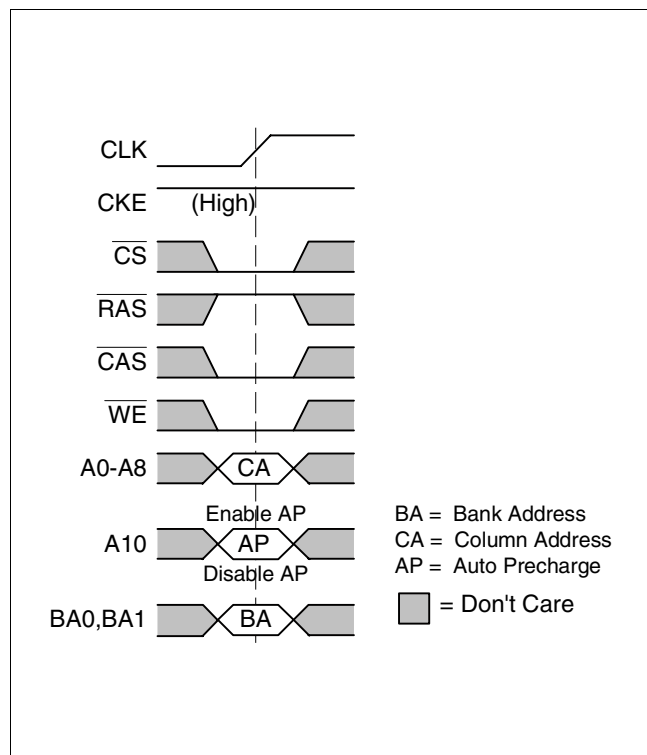 CLK
CKE (High)
CS
RAS
CAS
WE
A0-A8 CA
Enable AP
A10 AP
Disable AP
BA0,BA1 BA
BA = Bank Address
CA = Column Address
AP = Auto Precharge
= Don't Care